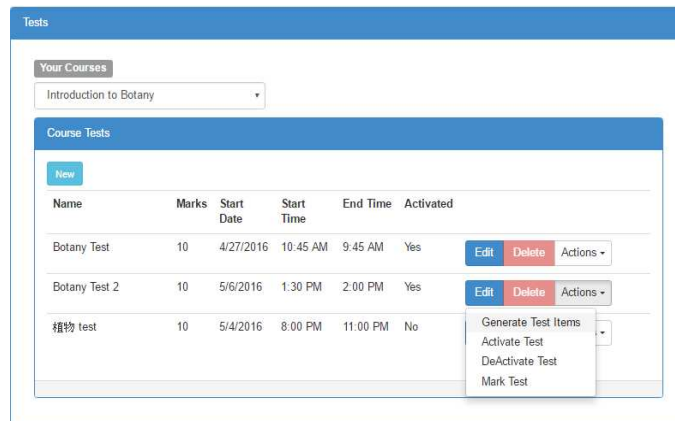 Tests
Your Courses
Introduction to Botany
Course Tests
New
Name Marks Start Date Start Time End Time Activated
Botany Test 10 4/27/2016 10:45 AM 9:45 AM Yes Edit Delete Actions
Botany Test 2 10 5/6/2016 1:30 PM 2:00 PM Yes Edit Delete Actions
植物 test 10 5/4/2016 8:00 PM 11:00 PM No
Generate Test Items
Activate Test
DeActivate Test
Mark Test